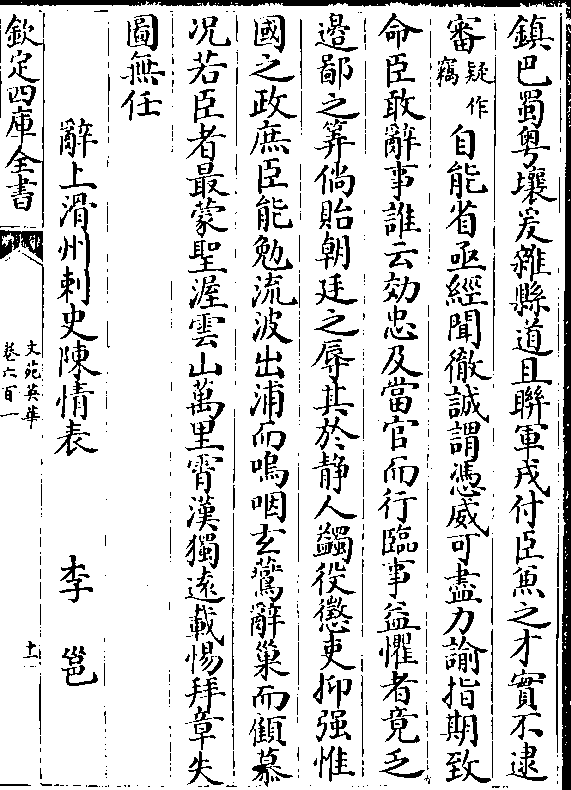 鎮巴蜀粤壤爰雜縣道且聯軍戎付臣魚之才實不逮
審疑作竊自能省亟經聞徹誠謂憑威可盡力諭指期致
命臣敢辭事誰云効忠及當官而行臨事益懼者竟乏
邊鄙之筭倘貽朝廷之辱其於静人蠲役懲吏抑强惟
國之政庶臣能勉流波出浦而嗚咽玄鷰辭巢而顧慕
况若臣者最蒙聖渥雲山萬里霄漢獨遠載惕拜章失
圖無任
辭上滑州刺史陳情表 李邕
欽定四庫全書
文苑英華
卷六百一
十一